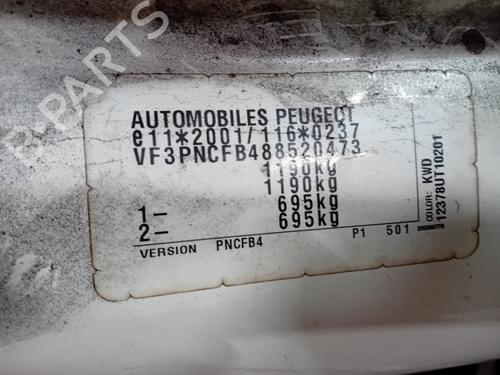 B-PARTS
AUTOMOBILES PEUGEOT
e11*2001/116*0237
VF3PNCFB488520473
1190kg
1190kg
1- 695kg
2- 695kg
VERSION PNCFB4 P1 501
COLOR: KWD
12378UT10201